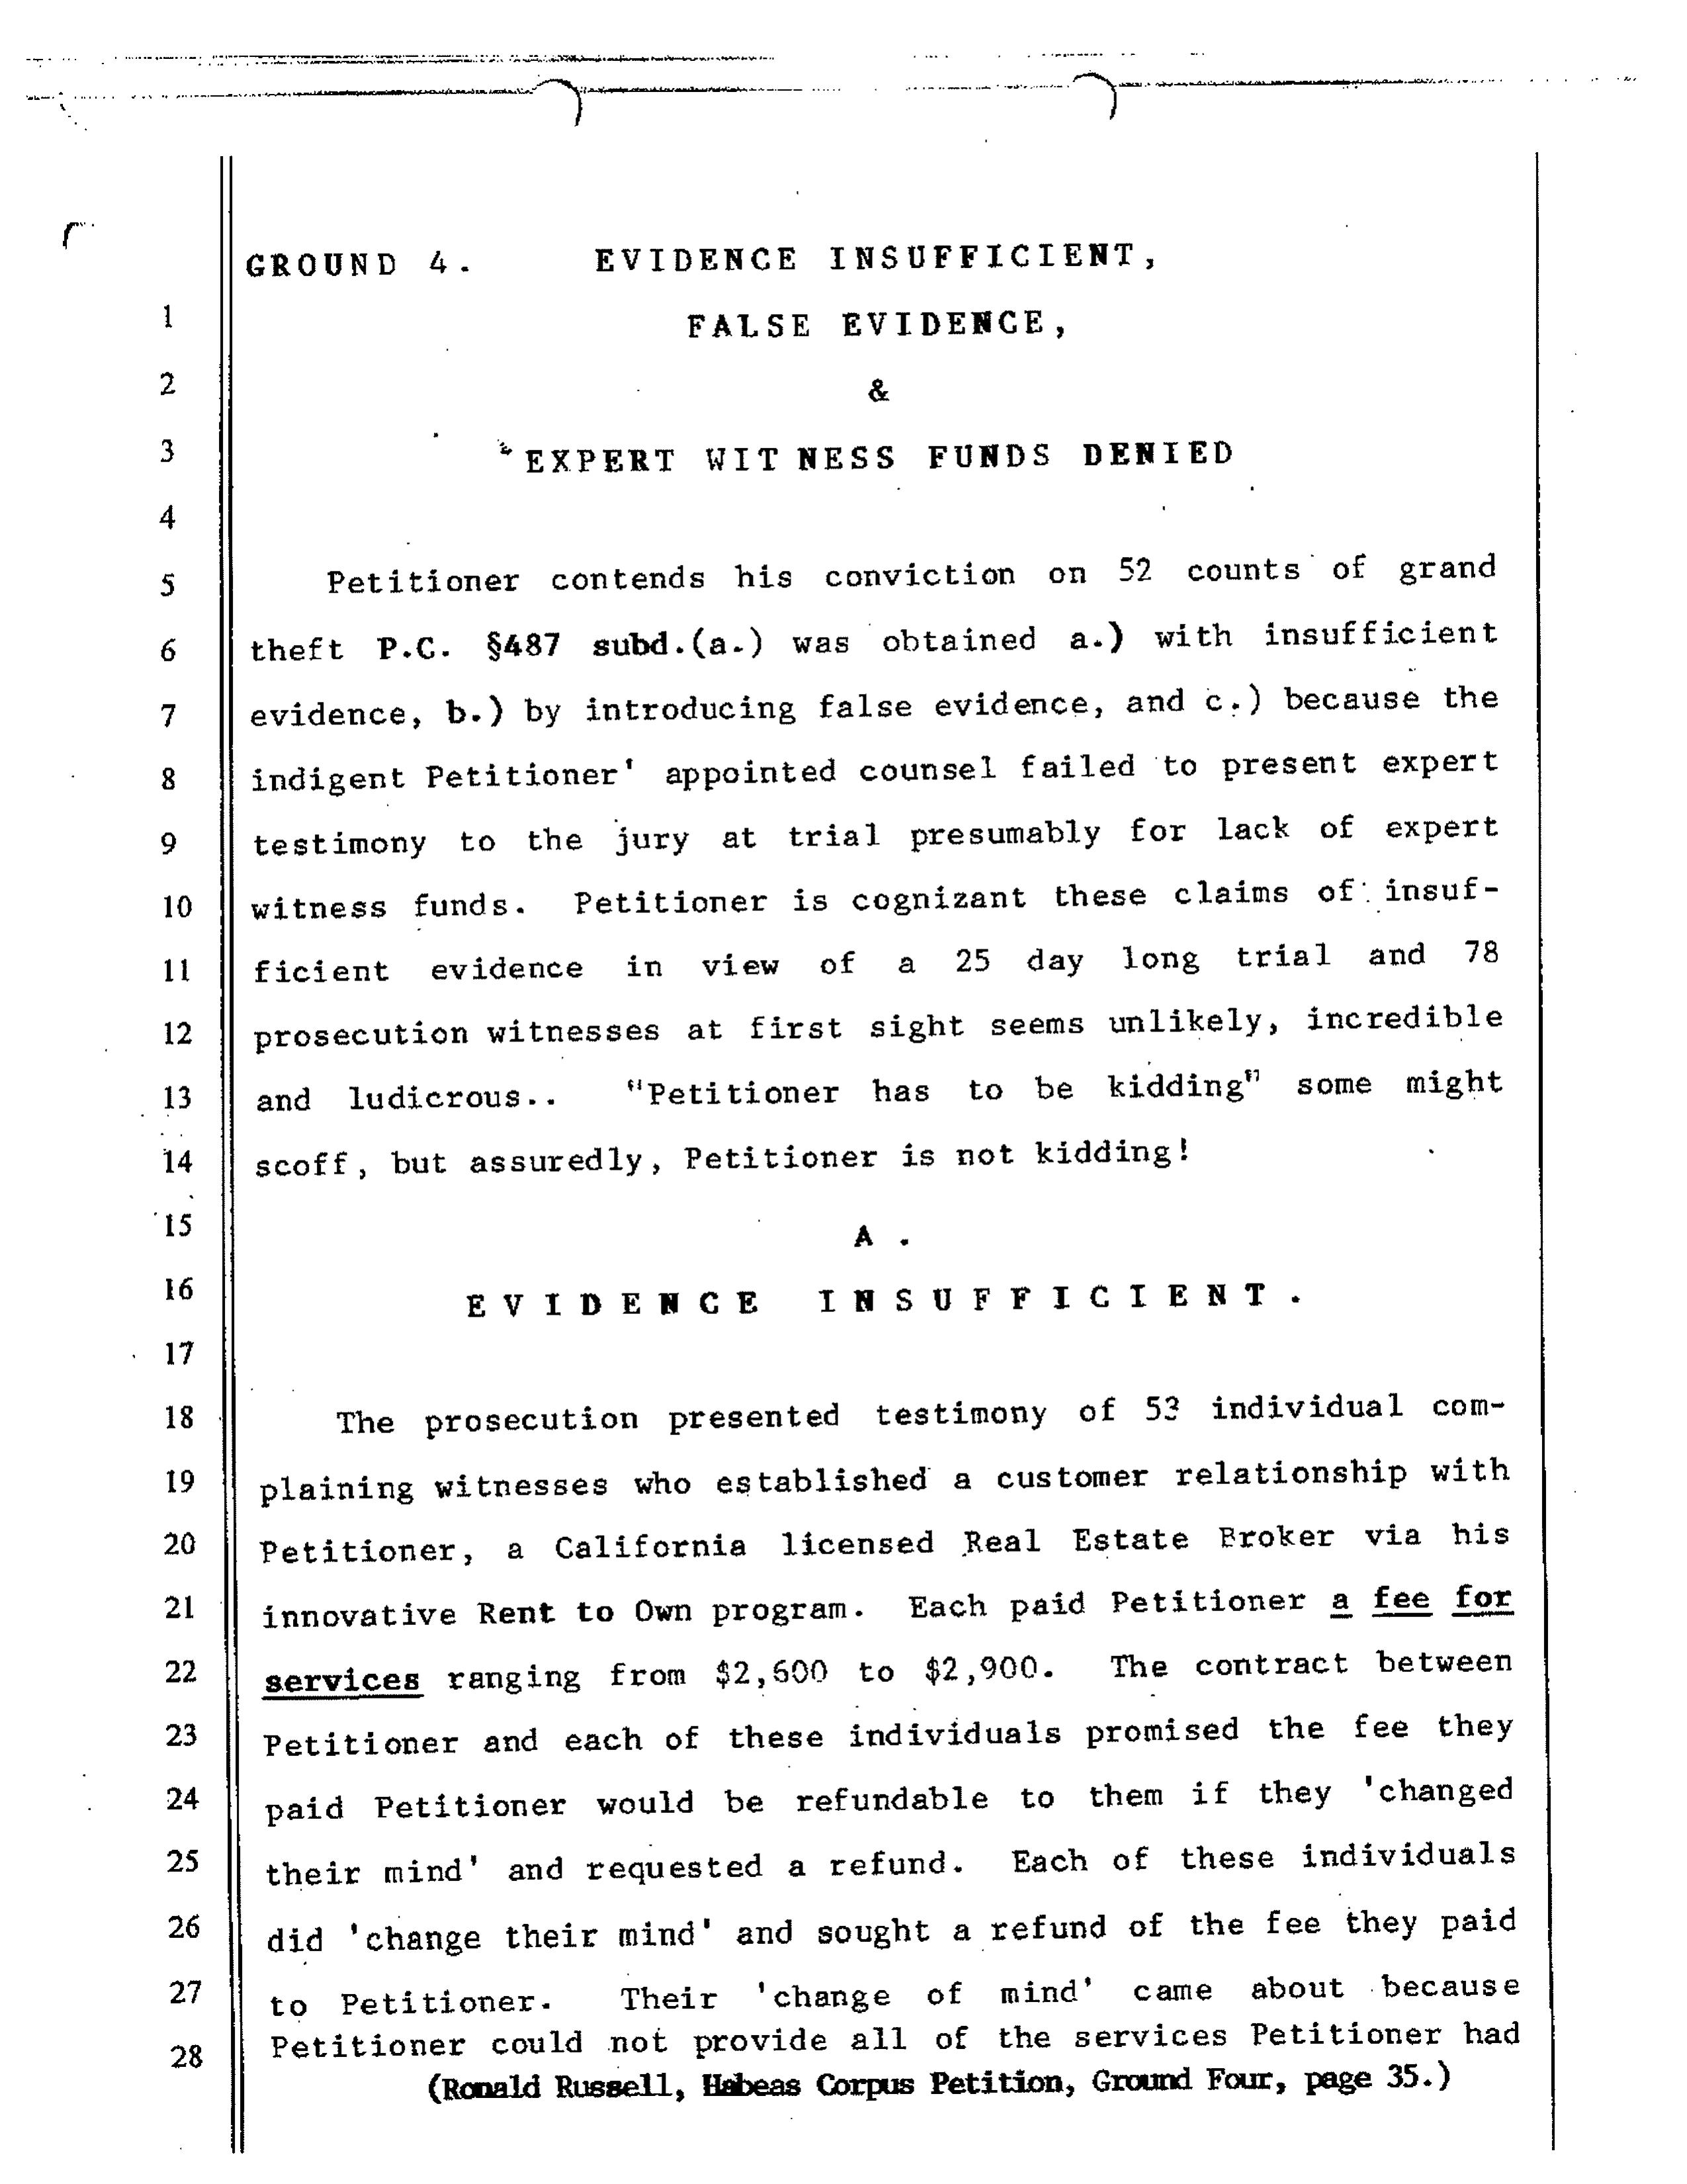 GROUND 4. EVIDENCE INSUFFICIENT,
1 FALSE EVIDENCE,
2 &
3 EXPERT WITNESS FUNDS DENIED
4
5 Petitioner contends his conviction on 52 counts of grand
6 theft P.C. §487 subd.(a.) was obtained a.) with insufficient
7 evidence, b.) by introducing false evidence, and c.) because the
8 indigent Petitioner' appointed counsel failed to present expert
9 testimony to the jury at trial presumably for lack of expert
10 witness funds. Petitioner is cognizant these claims of insuf-
11 ficient evidence in view of a 25 day long trial and 78
12 prosecution witnesses at first sight seems unlikely, incredible
13 and ludicrous.. "Petitioner has to be kidding" some might
14 scoff, but assuredly, Petitioner is not kidding!
15 A .
16 EVIDENCE INSUFFICIENT.
17
18 The prosecution presented testimony of 53 individual com-
19 plaining witnesses who established a customer relationship with
20 Petitioner, a California licensed Real Estate Broker via his
21 innovative Rent to Own program. Each paid Petitioner a fee for
22 services ranging from $2,600 to $2,900. The contract between
23 Petitioner and each of these individuals promised the fee they
24 paid Petitioner would be refundable to them if they 'changed
25 their mind' and requested a refund. Each of these individuals
26 did 'change their mind' and sought a refund of the fee they paid
27 to Petitioner. Their 'change of mind' came about because
28 Petitioner could not provide all of the services Petitioner had
(Ronald Russell, Habeas Corpus Petition, Ground Four, page 35.)